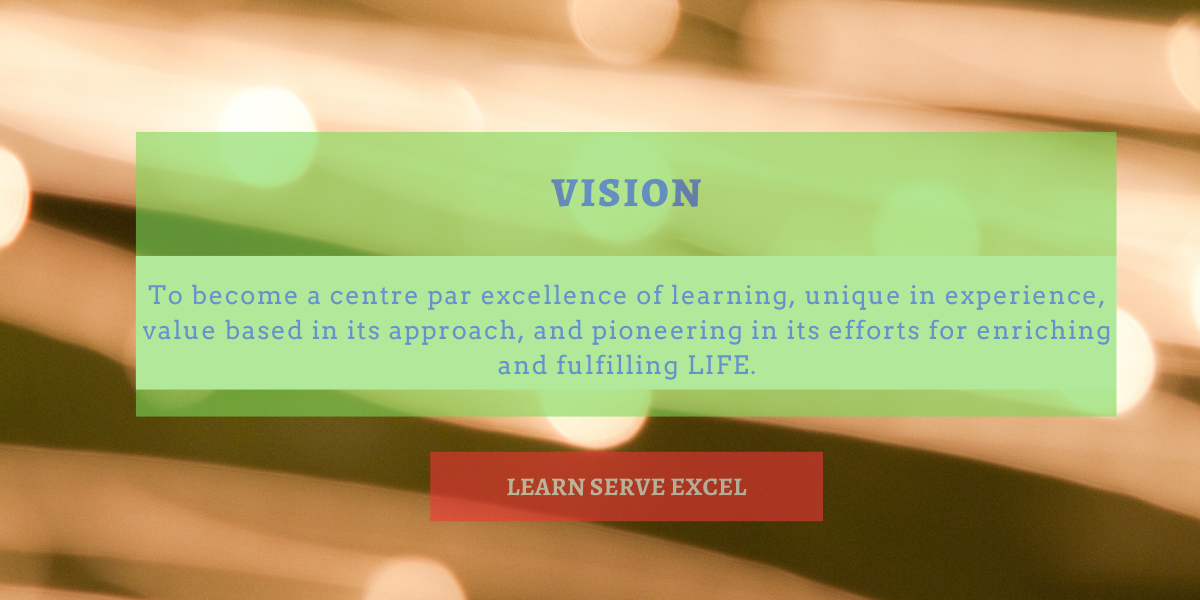 VISION
To become a centre par excellence of learning, unique in experience,
value based in its approach, and pioneering in its efforts for enriching
and fulfilling LIFE.
LEARN SERVE EXCEL